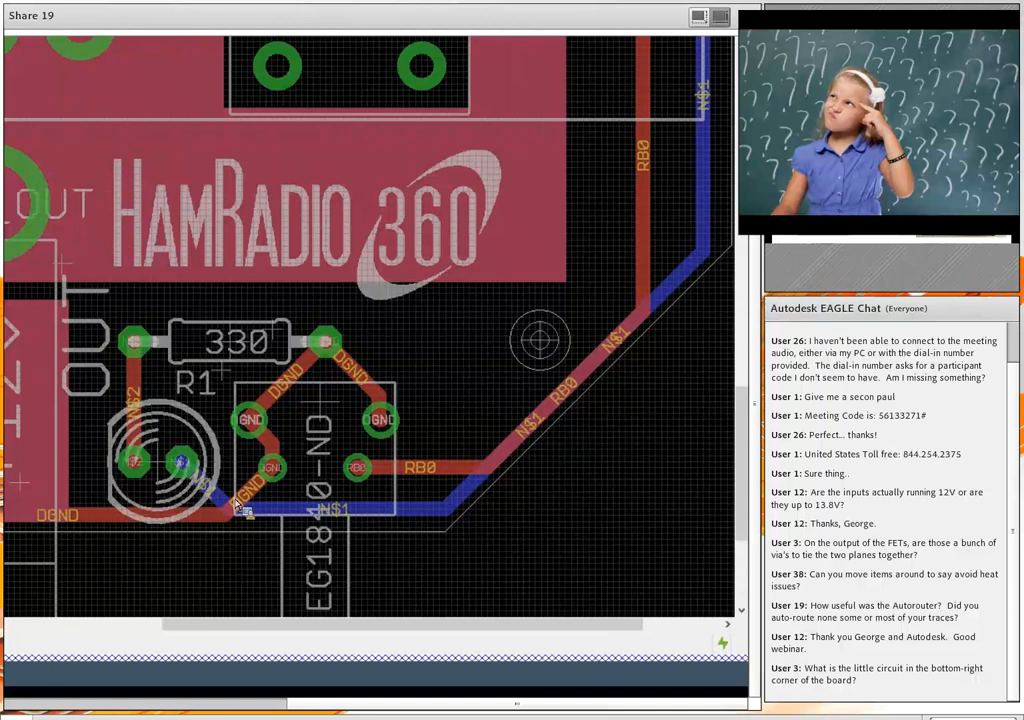 Share 19
N$1
RB0
OUT
HAMRADIO 360
OUT
330
N$1
R1
DGND
DGND
N$2
RB0
GND
DGND
N$1
DGND
RB0
RB0
N$1
DGND
DGND
N$1
EG1840-ND
Autodesk EAGLE Chat (Everyone)
User 26: I haven't been able to connect to the
meeting
audio, either via my PC or with the dial-in number
provided. The dial-in number asks for a participant
code I don't seem to have. Am I missing something?
User 1: Give me a secon paul
User 1: Meeting Code is: 56133271#
User 26: Perfect... thanks!
User 1: United States Toll free: 844.254.2375
User 1: Sure thing..
User 12: Are the inputs actually running 12V or are
they up to 13.8V?
User 12: Thanks, George.
User 3: On the output of the FETs, are those a bunch of
via's to tie the two planes together?
User 38: Can you move items around to say avoid heat
issues?
User 19: How useful was the Autorouter? Did you
auto-route none some or most of your traces?
User 12: Thank you George and Autodesk. Good
webinar.
User 3: What is the little circuit in the bottom-right
corner of the board?